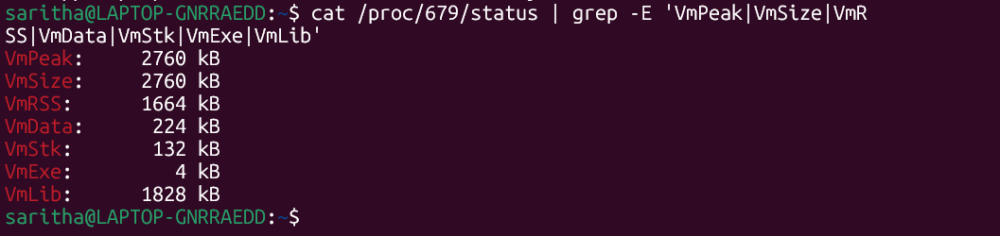 saritha@LAPTOP-GNRRAEDD:~$ cat /proc/679/status | grep -E 'VmPeak|VmSize|VmR
SS|VmData|VmStk|VmExe|VmLib'
VmPeak:     2760 kB
VmSize:     2760 kB
VmRSS:      1664 kB
VmData:      224 kB
VmStk:       132 kB
VmExe:         4 kB
VmLib:      1828 kB
saritha@LAPTOP-GNRRAEDD:~$